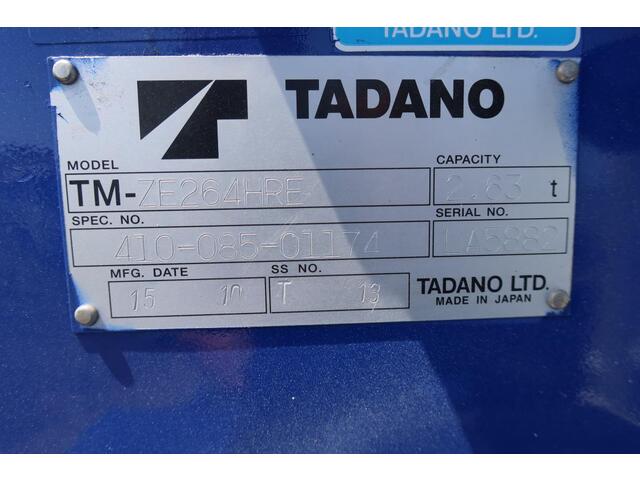 TADANO LTD.
TADANO
MODEL
TM-ZE264HRE
CAPACITY
2.63 t
SPEC. NO.
410-085-01174
SERIAL NO.
LA5882
MFG. DATE
15 10
SS NO.
T 13
TADANO LTD.
MADE IN JAPAN